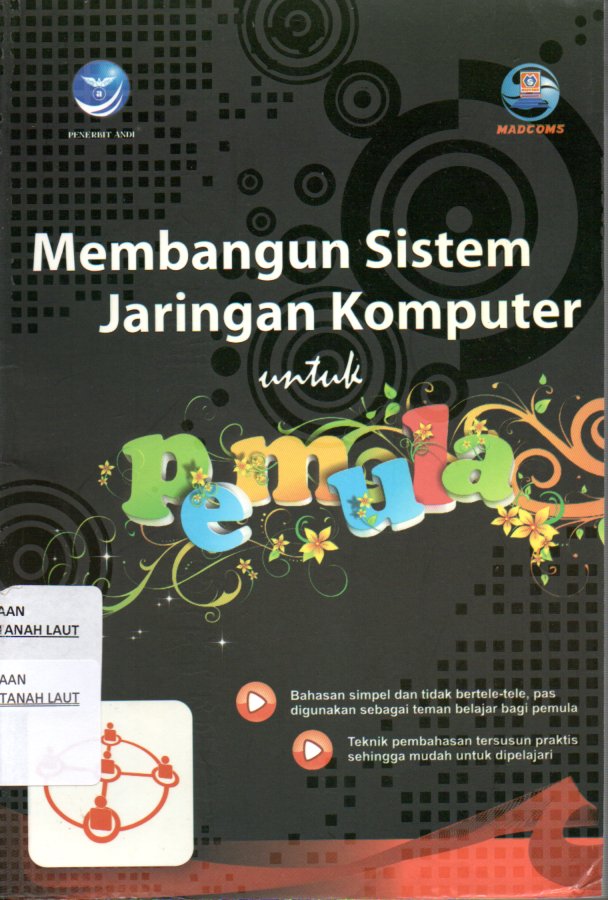 PENERBIT ANDI
MADCOMS
Membangun Sistem
Jaringan Komputer
untuk
pemula
AAN
TANAH LAUT
AAN
TANAH LAUT
Bahasan simpel dan tidak bertele-tele, pas
digunakan sebagai teman belajar bagi pemula
Teknik pembahasan tersusun praktis
sehingga mudah untuk dipelajari